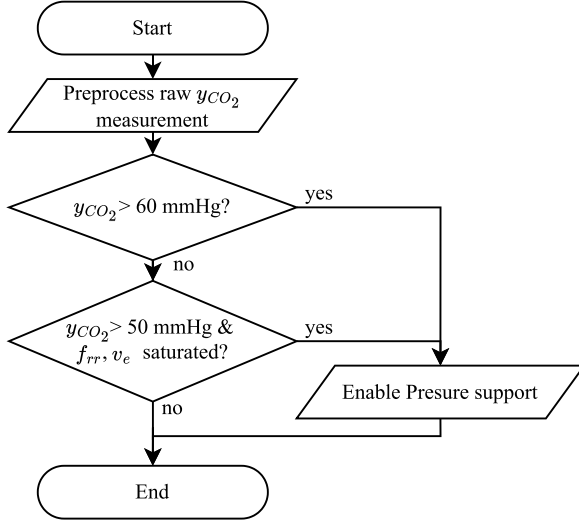 Start
Preprocess raw y_{CO_2}
measurement
y_{CO_2}> 60 mmHg?
yes
no
y_{CO_2}> 50 mmHg &
f_{rr}, v_e saturated?
yes
Enable Presure support
no
End